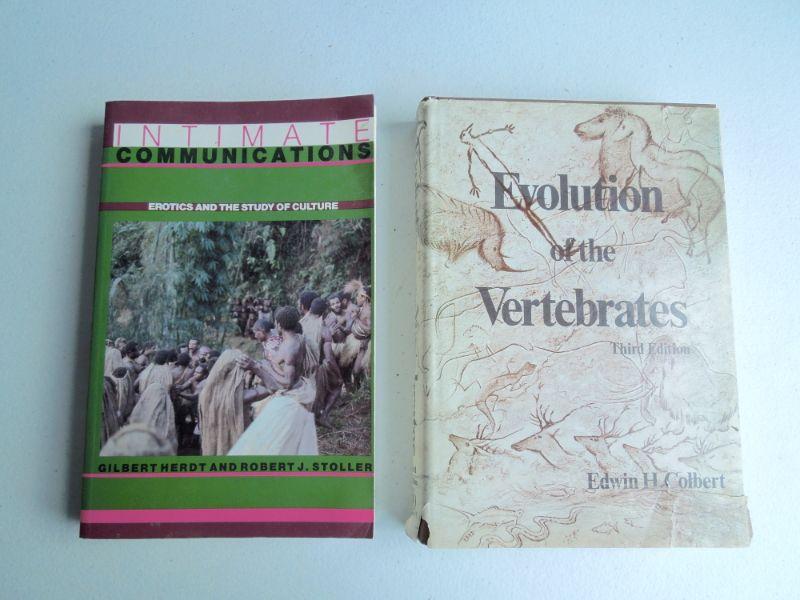 INTIMATE
COMMUNICATIONS
EROTICS AND THE STUDY OF CULTURE
GILBERT HERDT AND ROBERT J. STOLLER
Evolution
of the
Vertebrates
Third Edition
Edwin H. Colbert